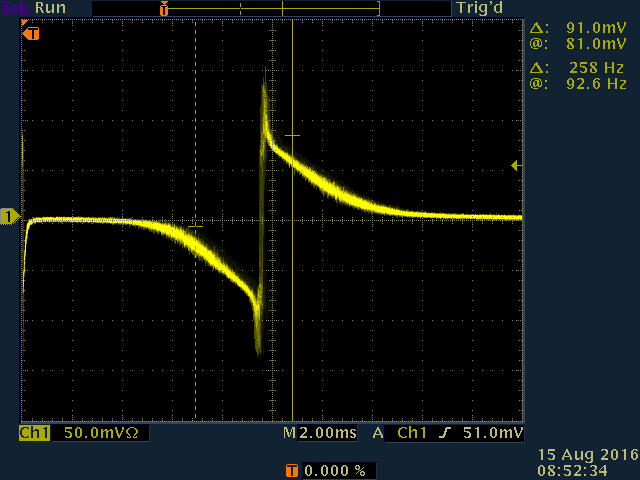 Tek Run Trig'd
T
T
Δ: 91.0mV
@: 81.0mV
Δ: 258 Hz
@: 92.6 Hz
1
Ch1 50.0mVΩ M 2.00ms A Ch1 51.0mV
T 0.000 %
15 Aug 2016
08:52:34